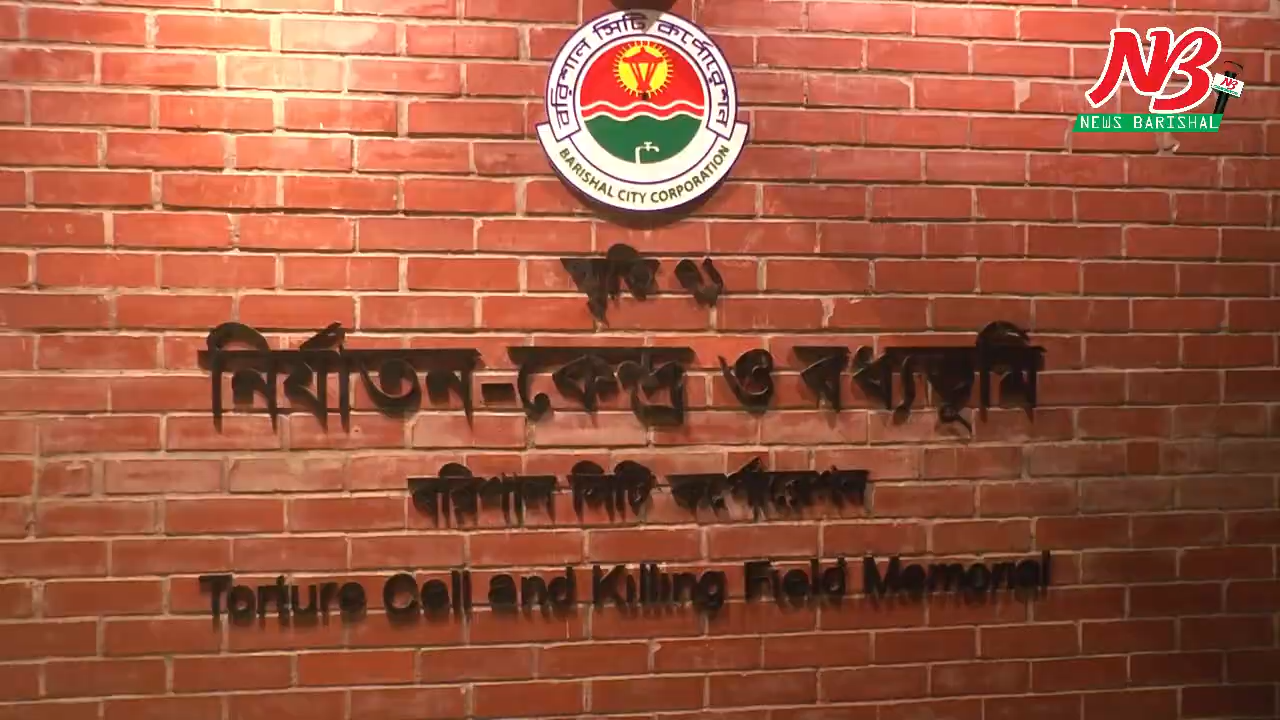 বরিশাল সিটি কর্পোরেশন
BARISHAL CITY CORPORATION
NB
NEWS BARISHAL
নির্যাতন-কেন্দ্র ও বধ্যভূমি
বরিশাল সিটি কর্পোরেশন
Torture Cell and Killing Field Memorial